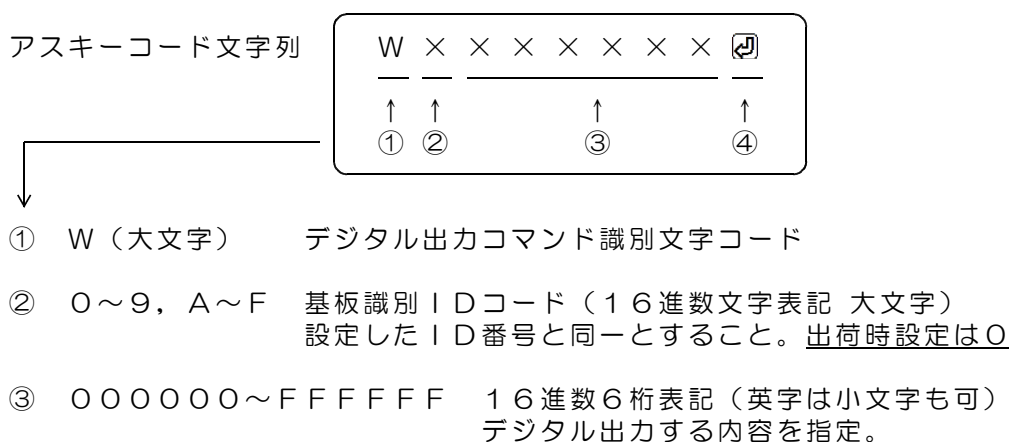 アスキーコード文字列　Ｗ × × × × × × × ⏎
↑ ↑ ↑ ↑
① ② ③ ④
①　Ｗ（大文字）　デジタル出力コマンド識別文字コード
②　０～９，Ａ～Ｆ　基板識別ＩＤコード（１６進数文字表記 大文字）
設定したＩＤ番号と同一とすること。出荷時設定は０
③　００００００～ＦＦＦＦＦＦ　１６進数６桁表記（英字は小文字も可）
デジタル出力する内容を指定。